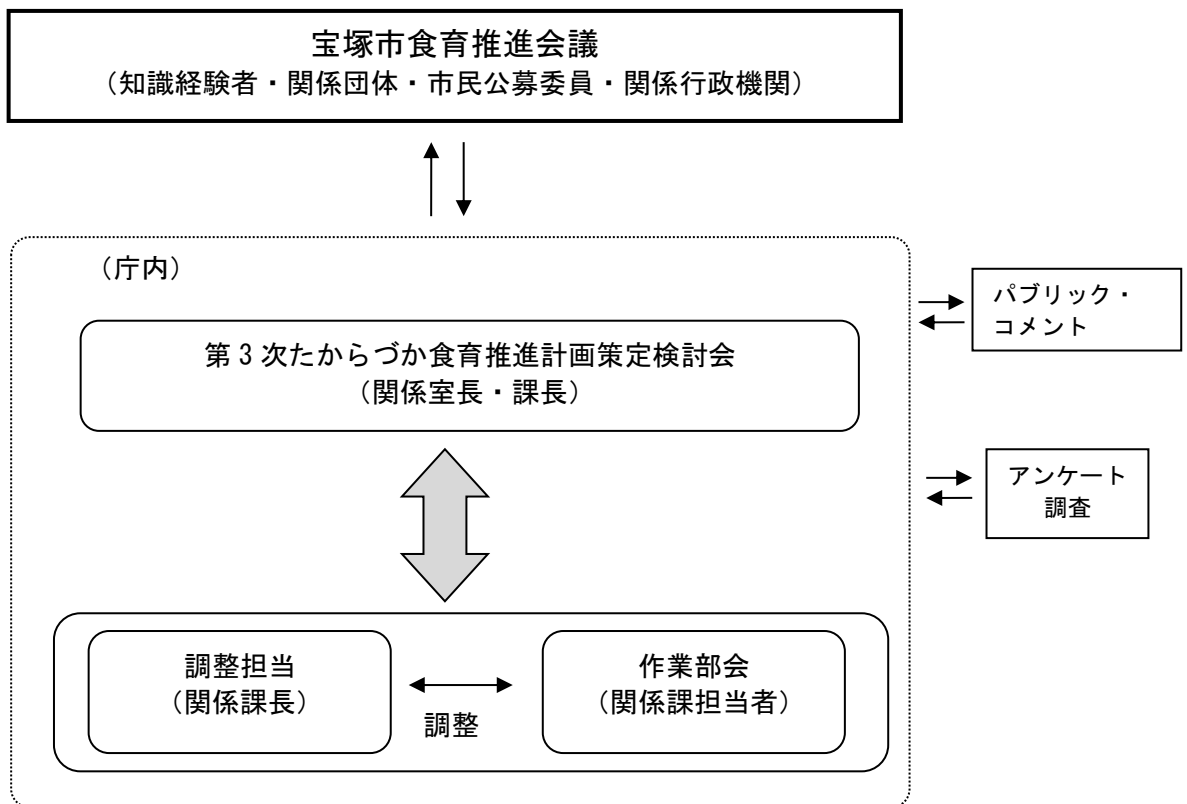 宝塚市食育推進会議
（知識経験者・関係団体・市民公募委員・関係行政機関）
（庁内）
パブリック・
コメント
第３次たからづか食育推進計画策定検討会
（関係室長・課長）
アンケート
調査
調整担当
（関係課長）
調整
作業部会
（関係課担当者）